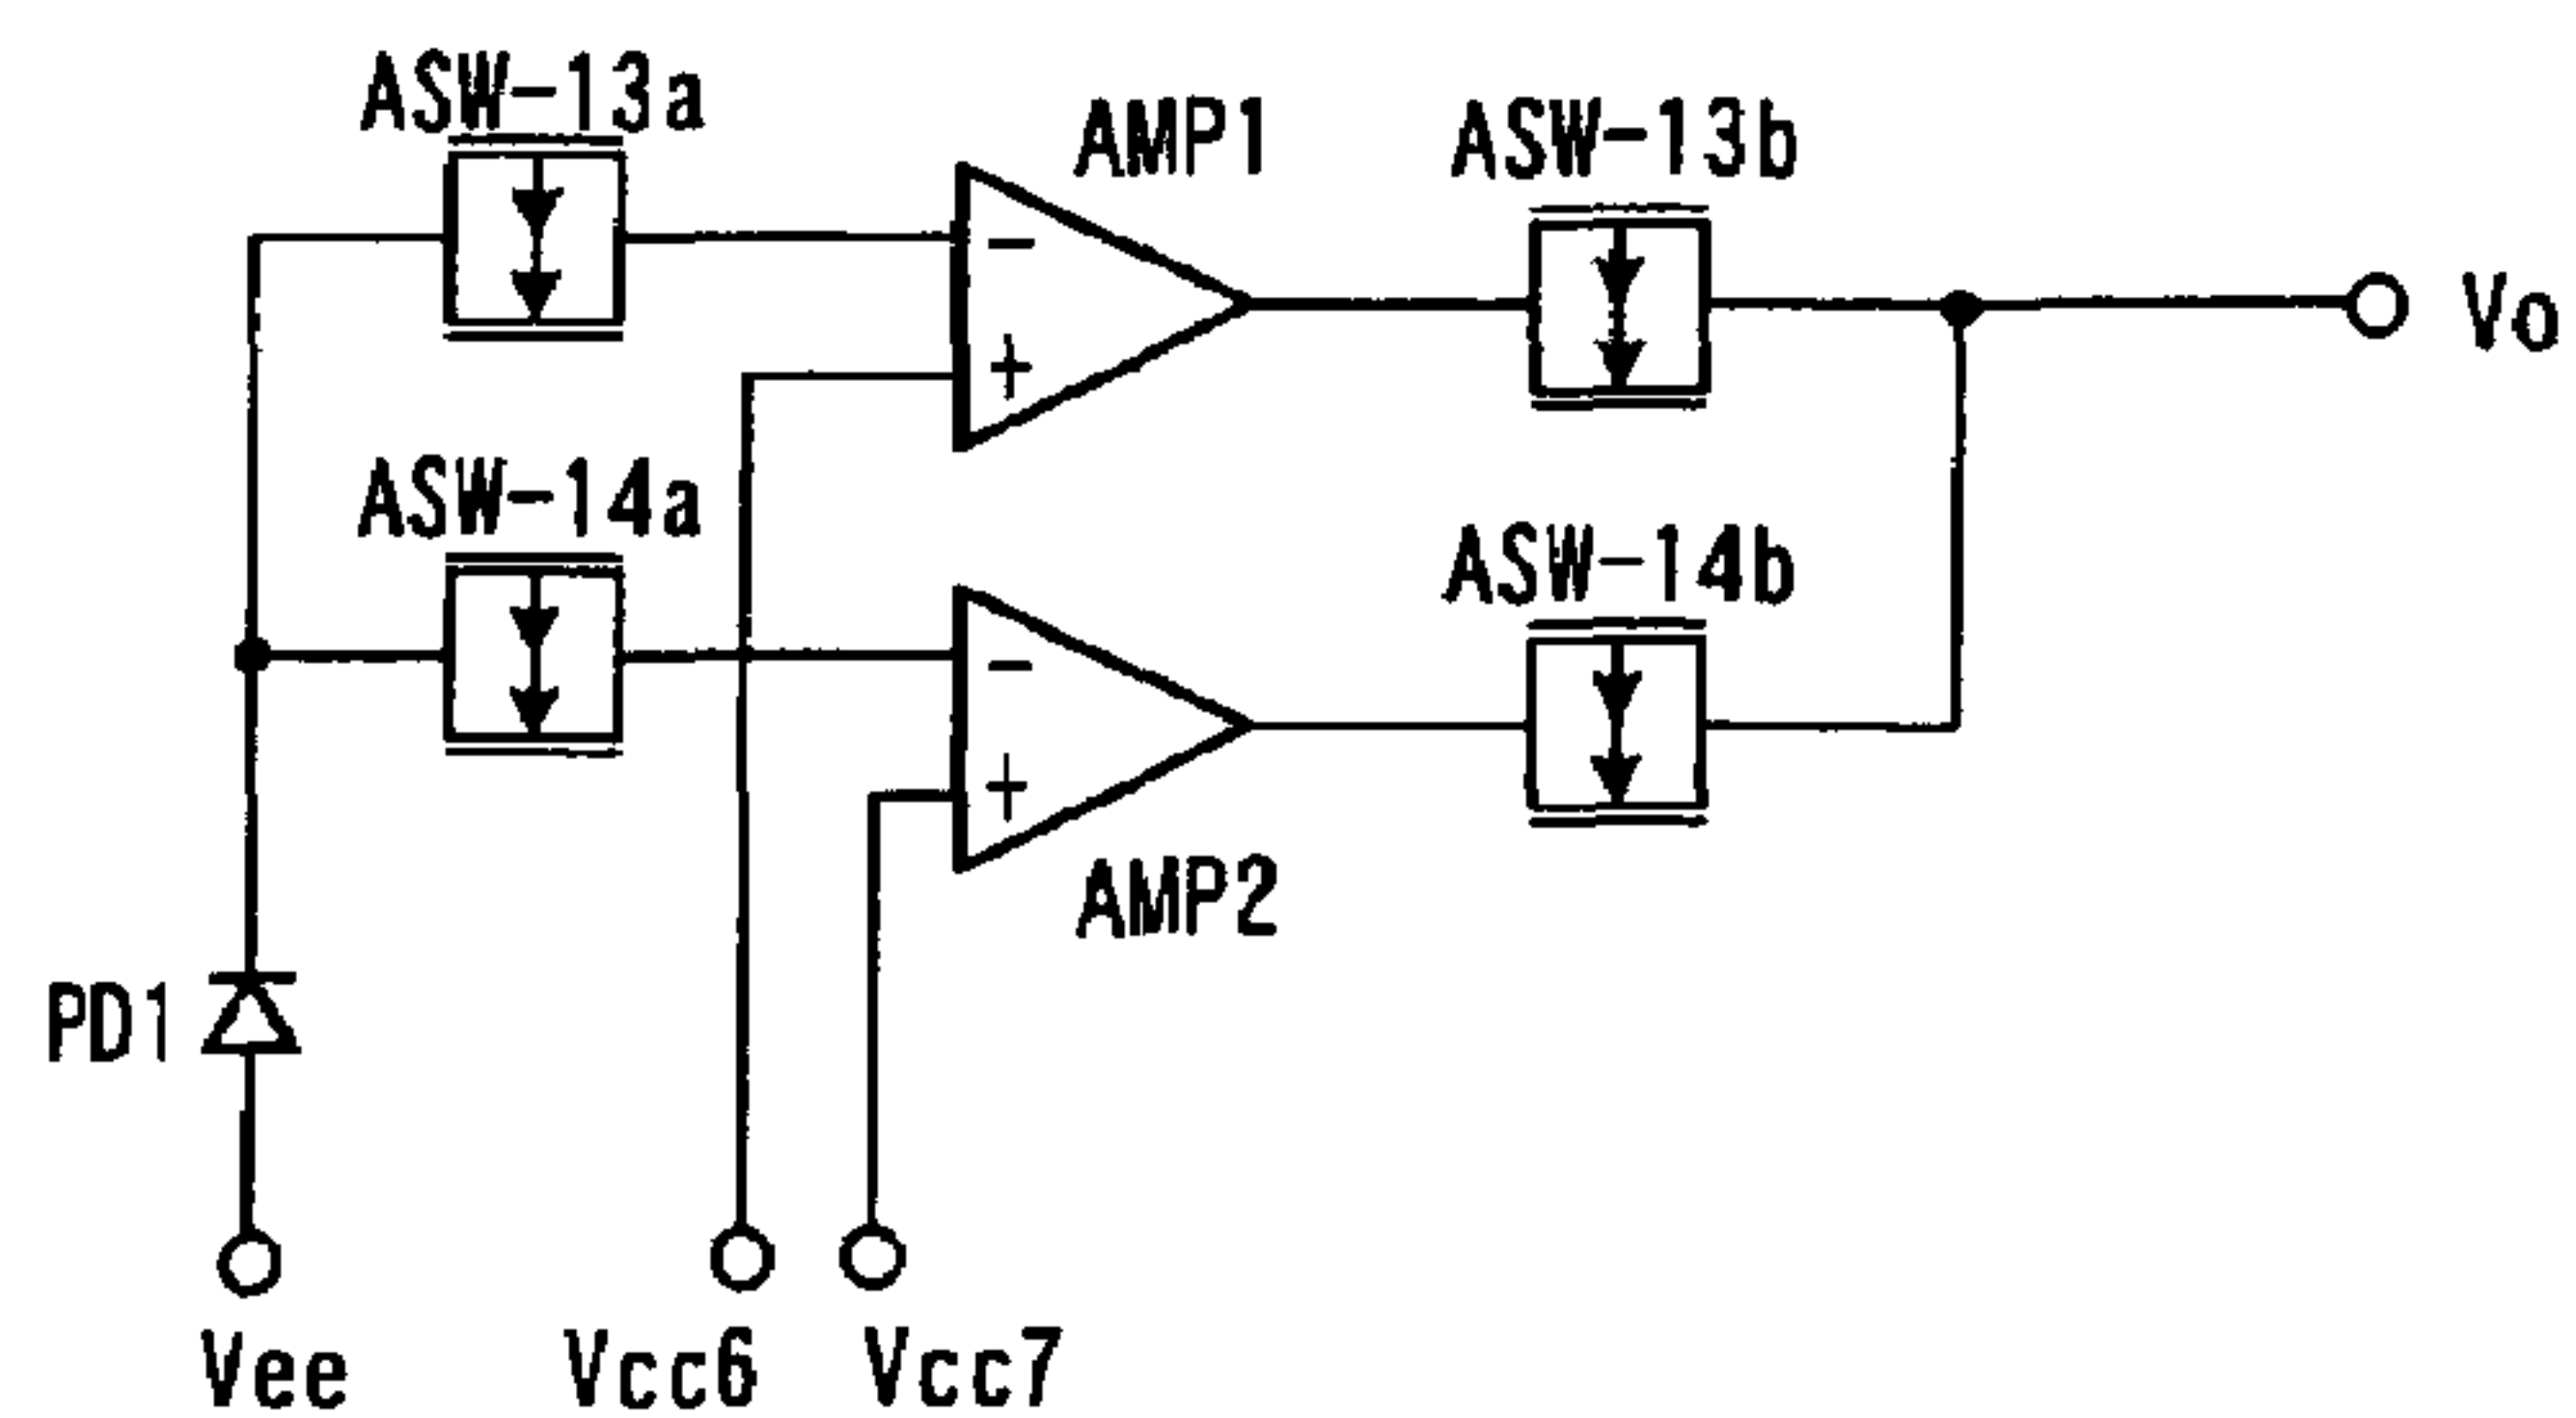 ASW-13a
AMP1
ASW-13b
−
+
Vo
ASW-14a
ASW-14b
−
+
AMP2
PD1
Vee
Vcc6
Vcc7